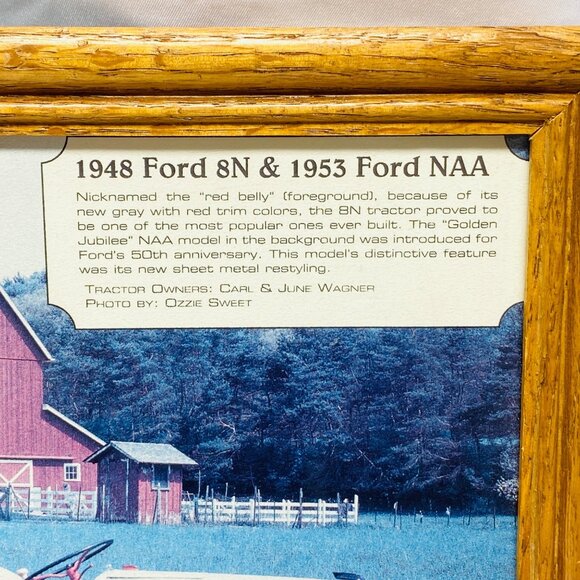 1948 Ford 8N & 1953 Ford NAA
Nicknamed the "red belly" (foreground), because of its
new gray with red trim colors, the 8N tractor proved to
be one of the most popular ones ever built. The "Golden
Jubilee" NAA model in the background was introduced for
Ford's 50th anniversary. This model's distinctive feature
was its new sheet metal restyling.
Tractor Owners: Carl & June Wagner
Photo by: Ozzie Sweet